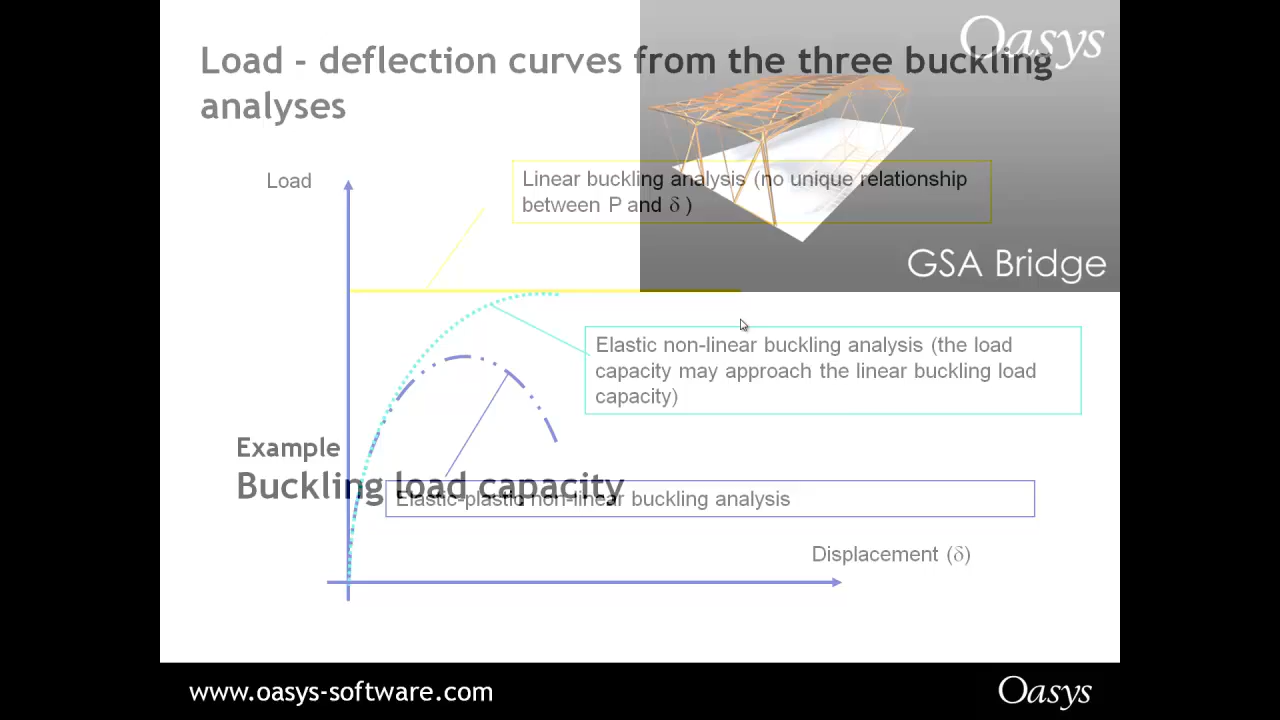 Oasys
Load - deflection curves from the three buckling
analyses
Load
Linear buckling analysis (no unique relationship
between P and δ )
GSA Bridge
Elastic non-linear buckling analysis (the load
capacity may approach the linear buckling load
capacity)
Example
Buckling load capacity
Elastic-plastic non-linear buckling analysis
Displacement (δ)
www.oasys-software.com
Oasys